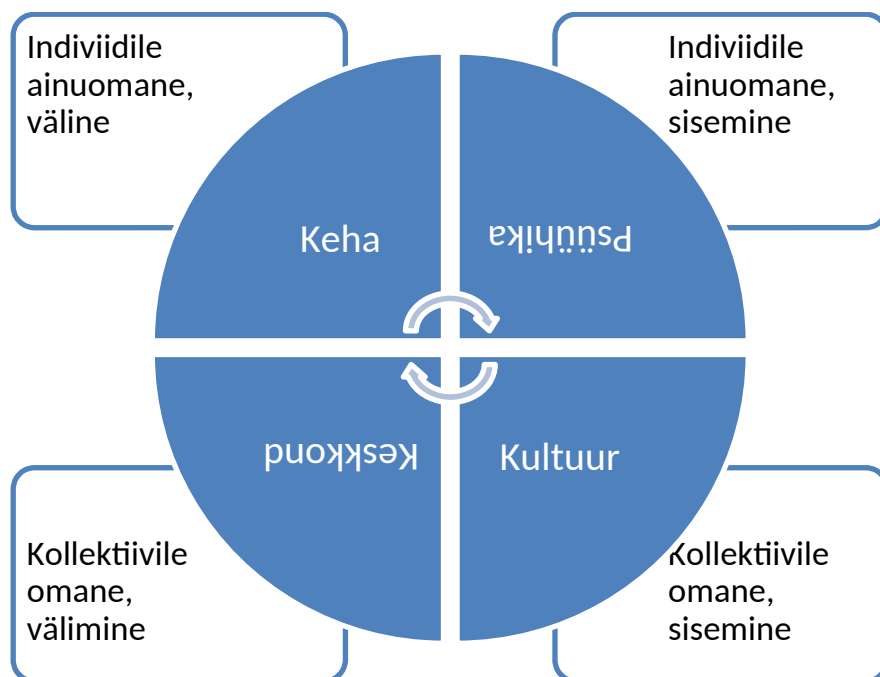 Indiviidile
ainuomane,
väline
Indiviidile
ainuomane,
sisemine
Keha
Psüühika
Keskkond
Kultuur
Kollektiivile
omane,
välimine
Kollektiivile
omane,
sisemine